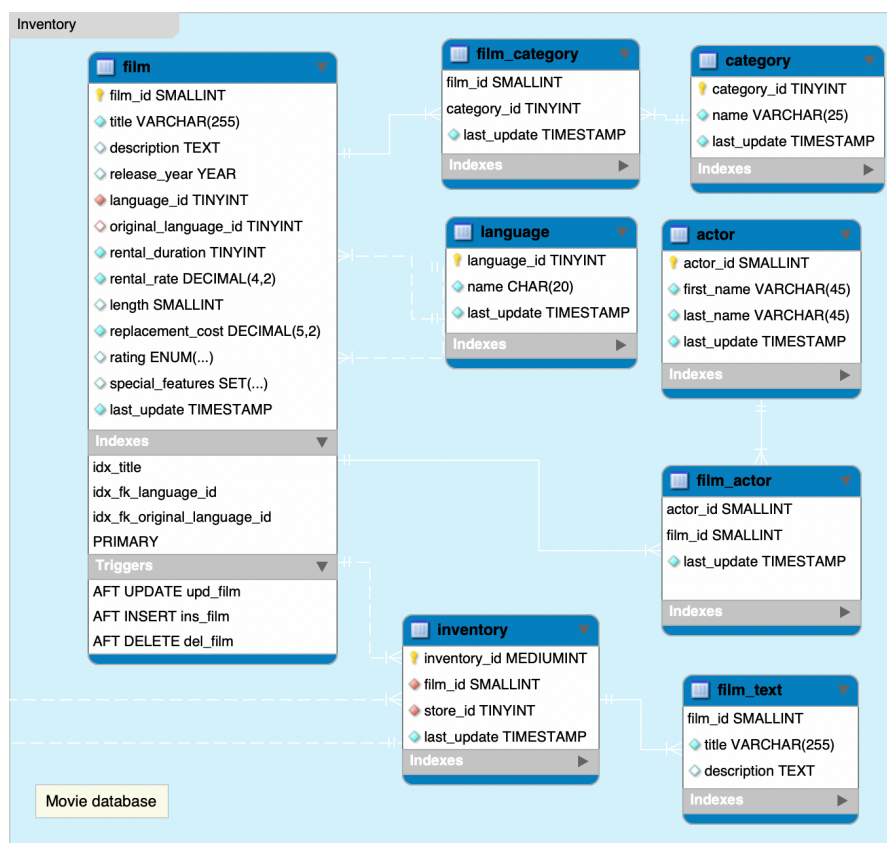 Inventory
film
film_id SMALLINT
title VARCHAR(255)
description TEXT
release_year YEAR
language_id TINYINT
original_language_id TINYINT
rental_duration TINYINT
rental_rate DECIMAL(4,2)
length SMALLINT
replacement_cost DECIMAL(5,2)
rating ENUM(...)
special_features SET(...)
last_update TIMESTAMP
Indexes
idx_title
idx_fk_language_id
idx_fk_original_language_id
PRIMARY
Triggers
AFT UPDATE upd_film
AFT INSERT ins_film
AFT DELETE del_film
film_category
film_id SMALLINT
category_id TINYINT
last_update TIMESTAMP
Indexes
category
category_id TINYINT
name VARCHAR(25)
last_update TIMESTAMP
Indexes
language
language_id TINYINT
name CHAR(20)
last_update TIMESTAMP
Indexes
actor
actor_id SMALLINT
first_name VARCHAR(45)
last_name VARCHAR(45)
last_update TIMESTAMP
Indexes
film_actor
actor_id SMALLINT
film_id SMALLINT
last_update TIMESTAMP
Indexes
inventory
inventory_id MEDIUMINT
film_id SMALLINT
store_id TINYINT
last_update TIMESTAMP
Indexes
film_text
film_id SMALLINT
title VARCHAR(255)
description TEXT
Indexes
Movie database